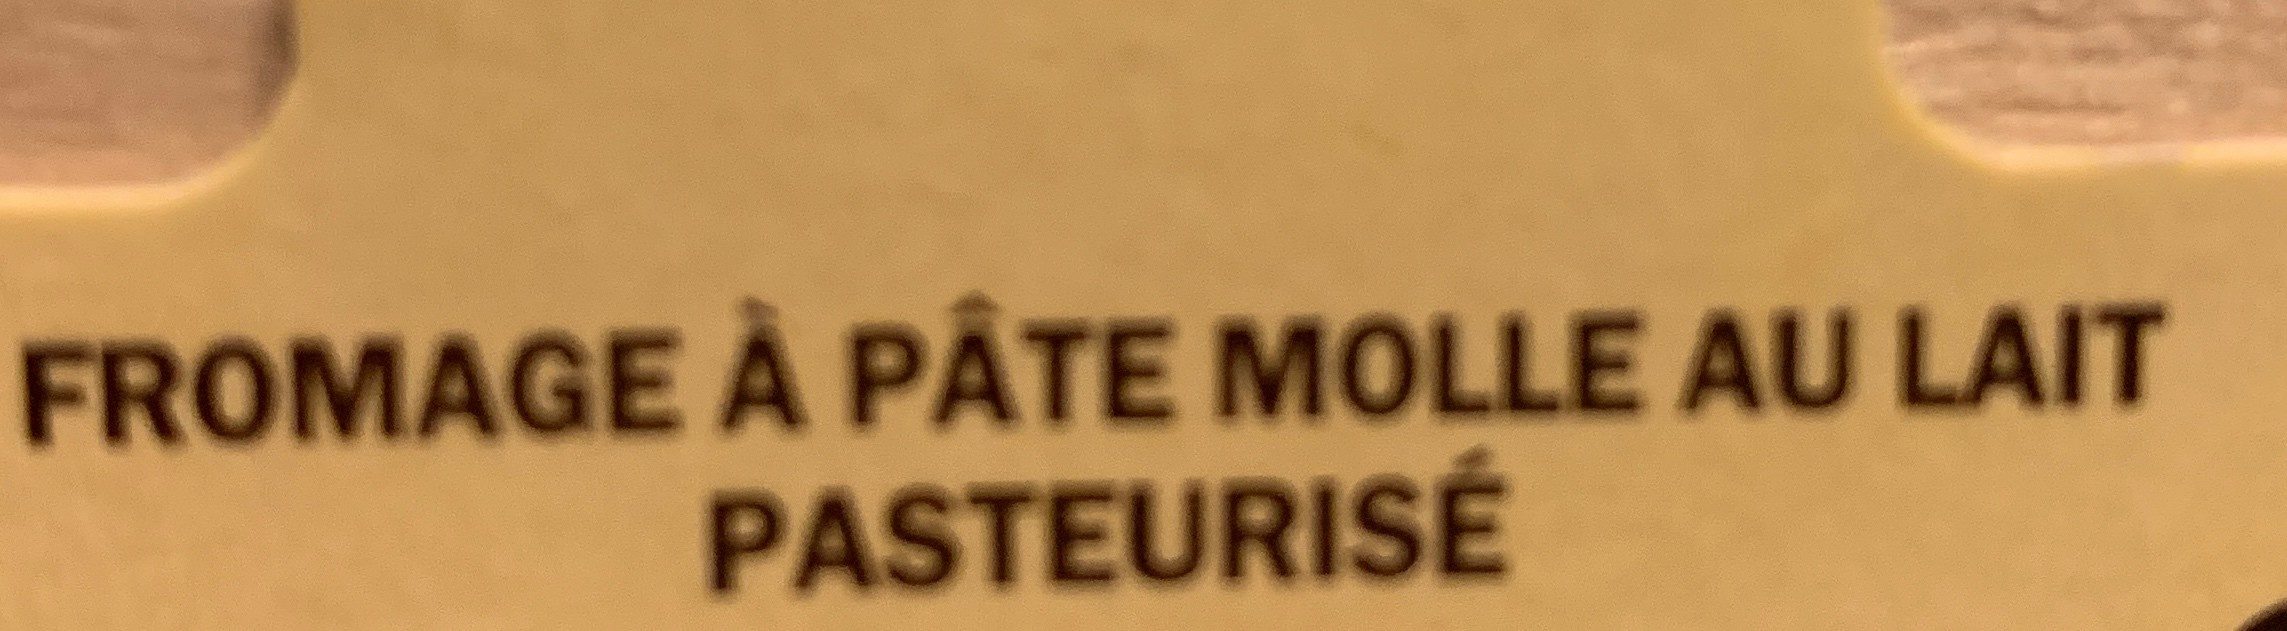 FROMAGE À PÂTE MOLLE AU LAIT
PASTEURISÉ